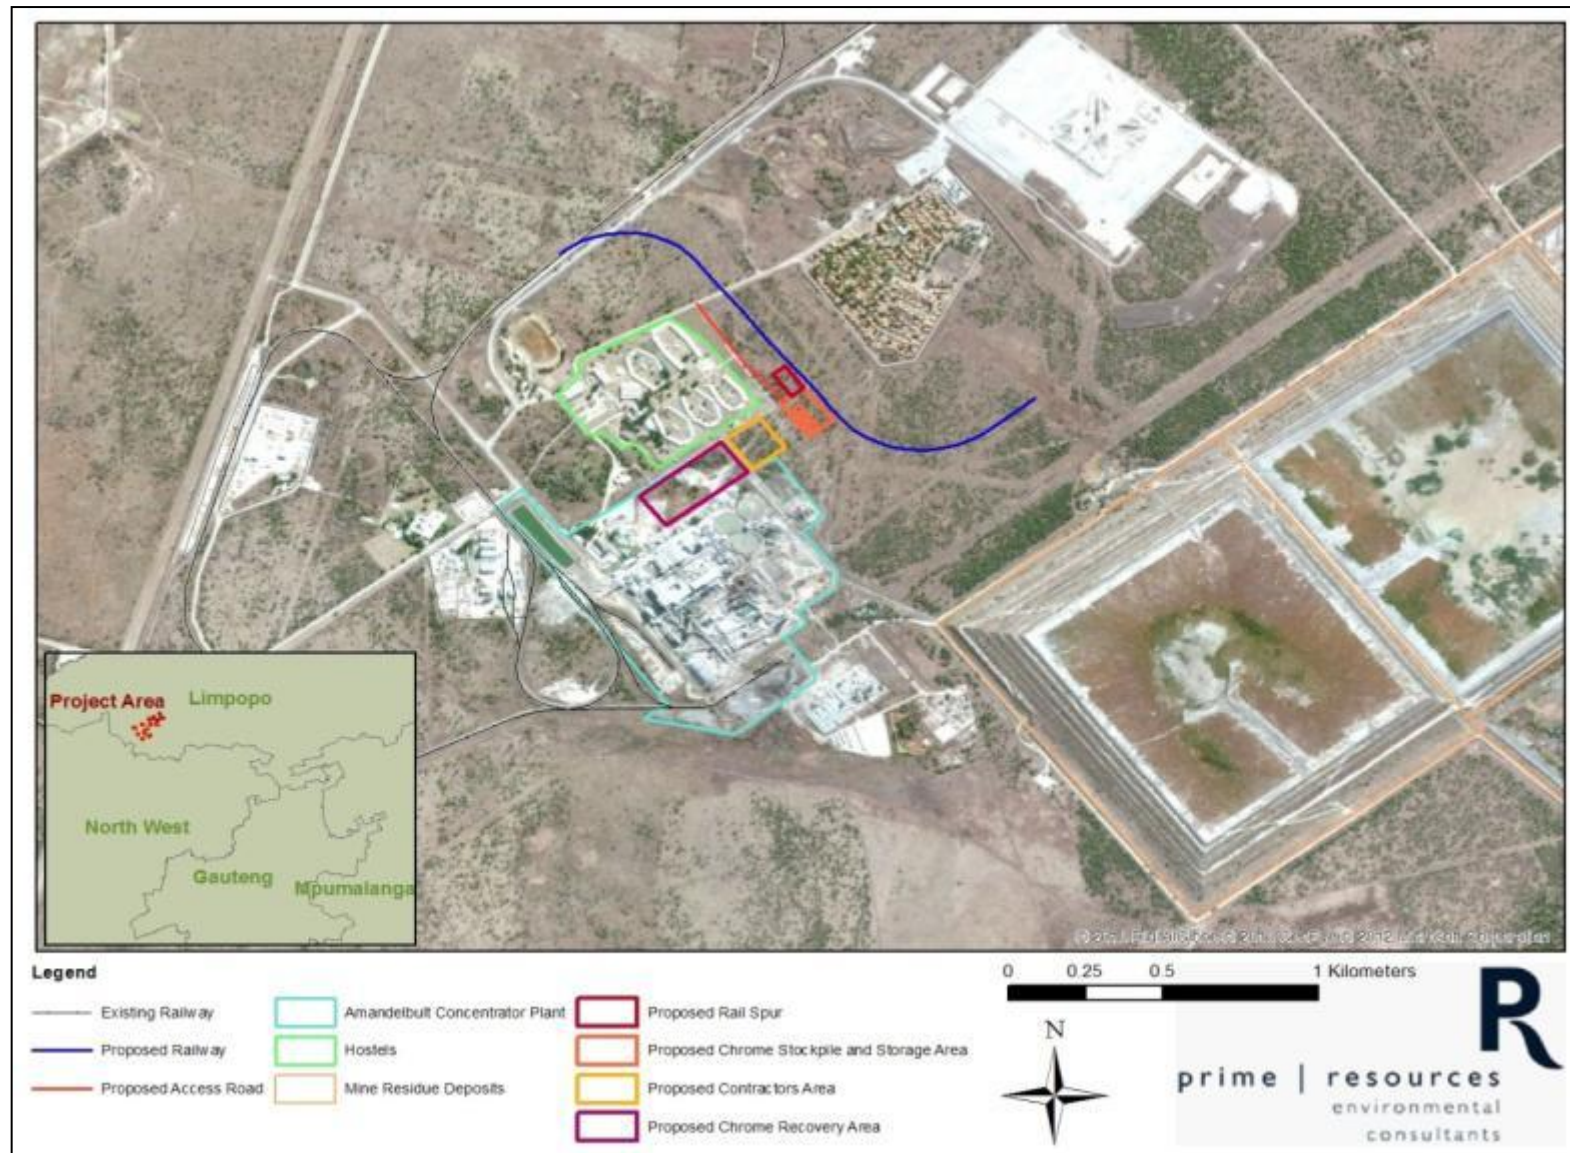 Project Area
Limpopo
North West
Gauteng
Mpumalanga
Legend
Existing Railway
Proposed Railway
Proposed Access Road
Amandelbult Concentrator Plant
Hostels
Mine Residue Deposits
Proposed Rail Spur
Proposed Chrome Stockpile and Storage Area
Proposed Contractors Area
Proposed Chrome Recovery Area
0 0.25 0.5 1 Kilometers
N
R
prime | resources
environmental
consultants